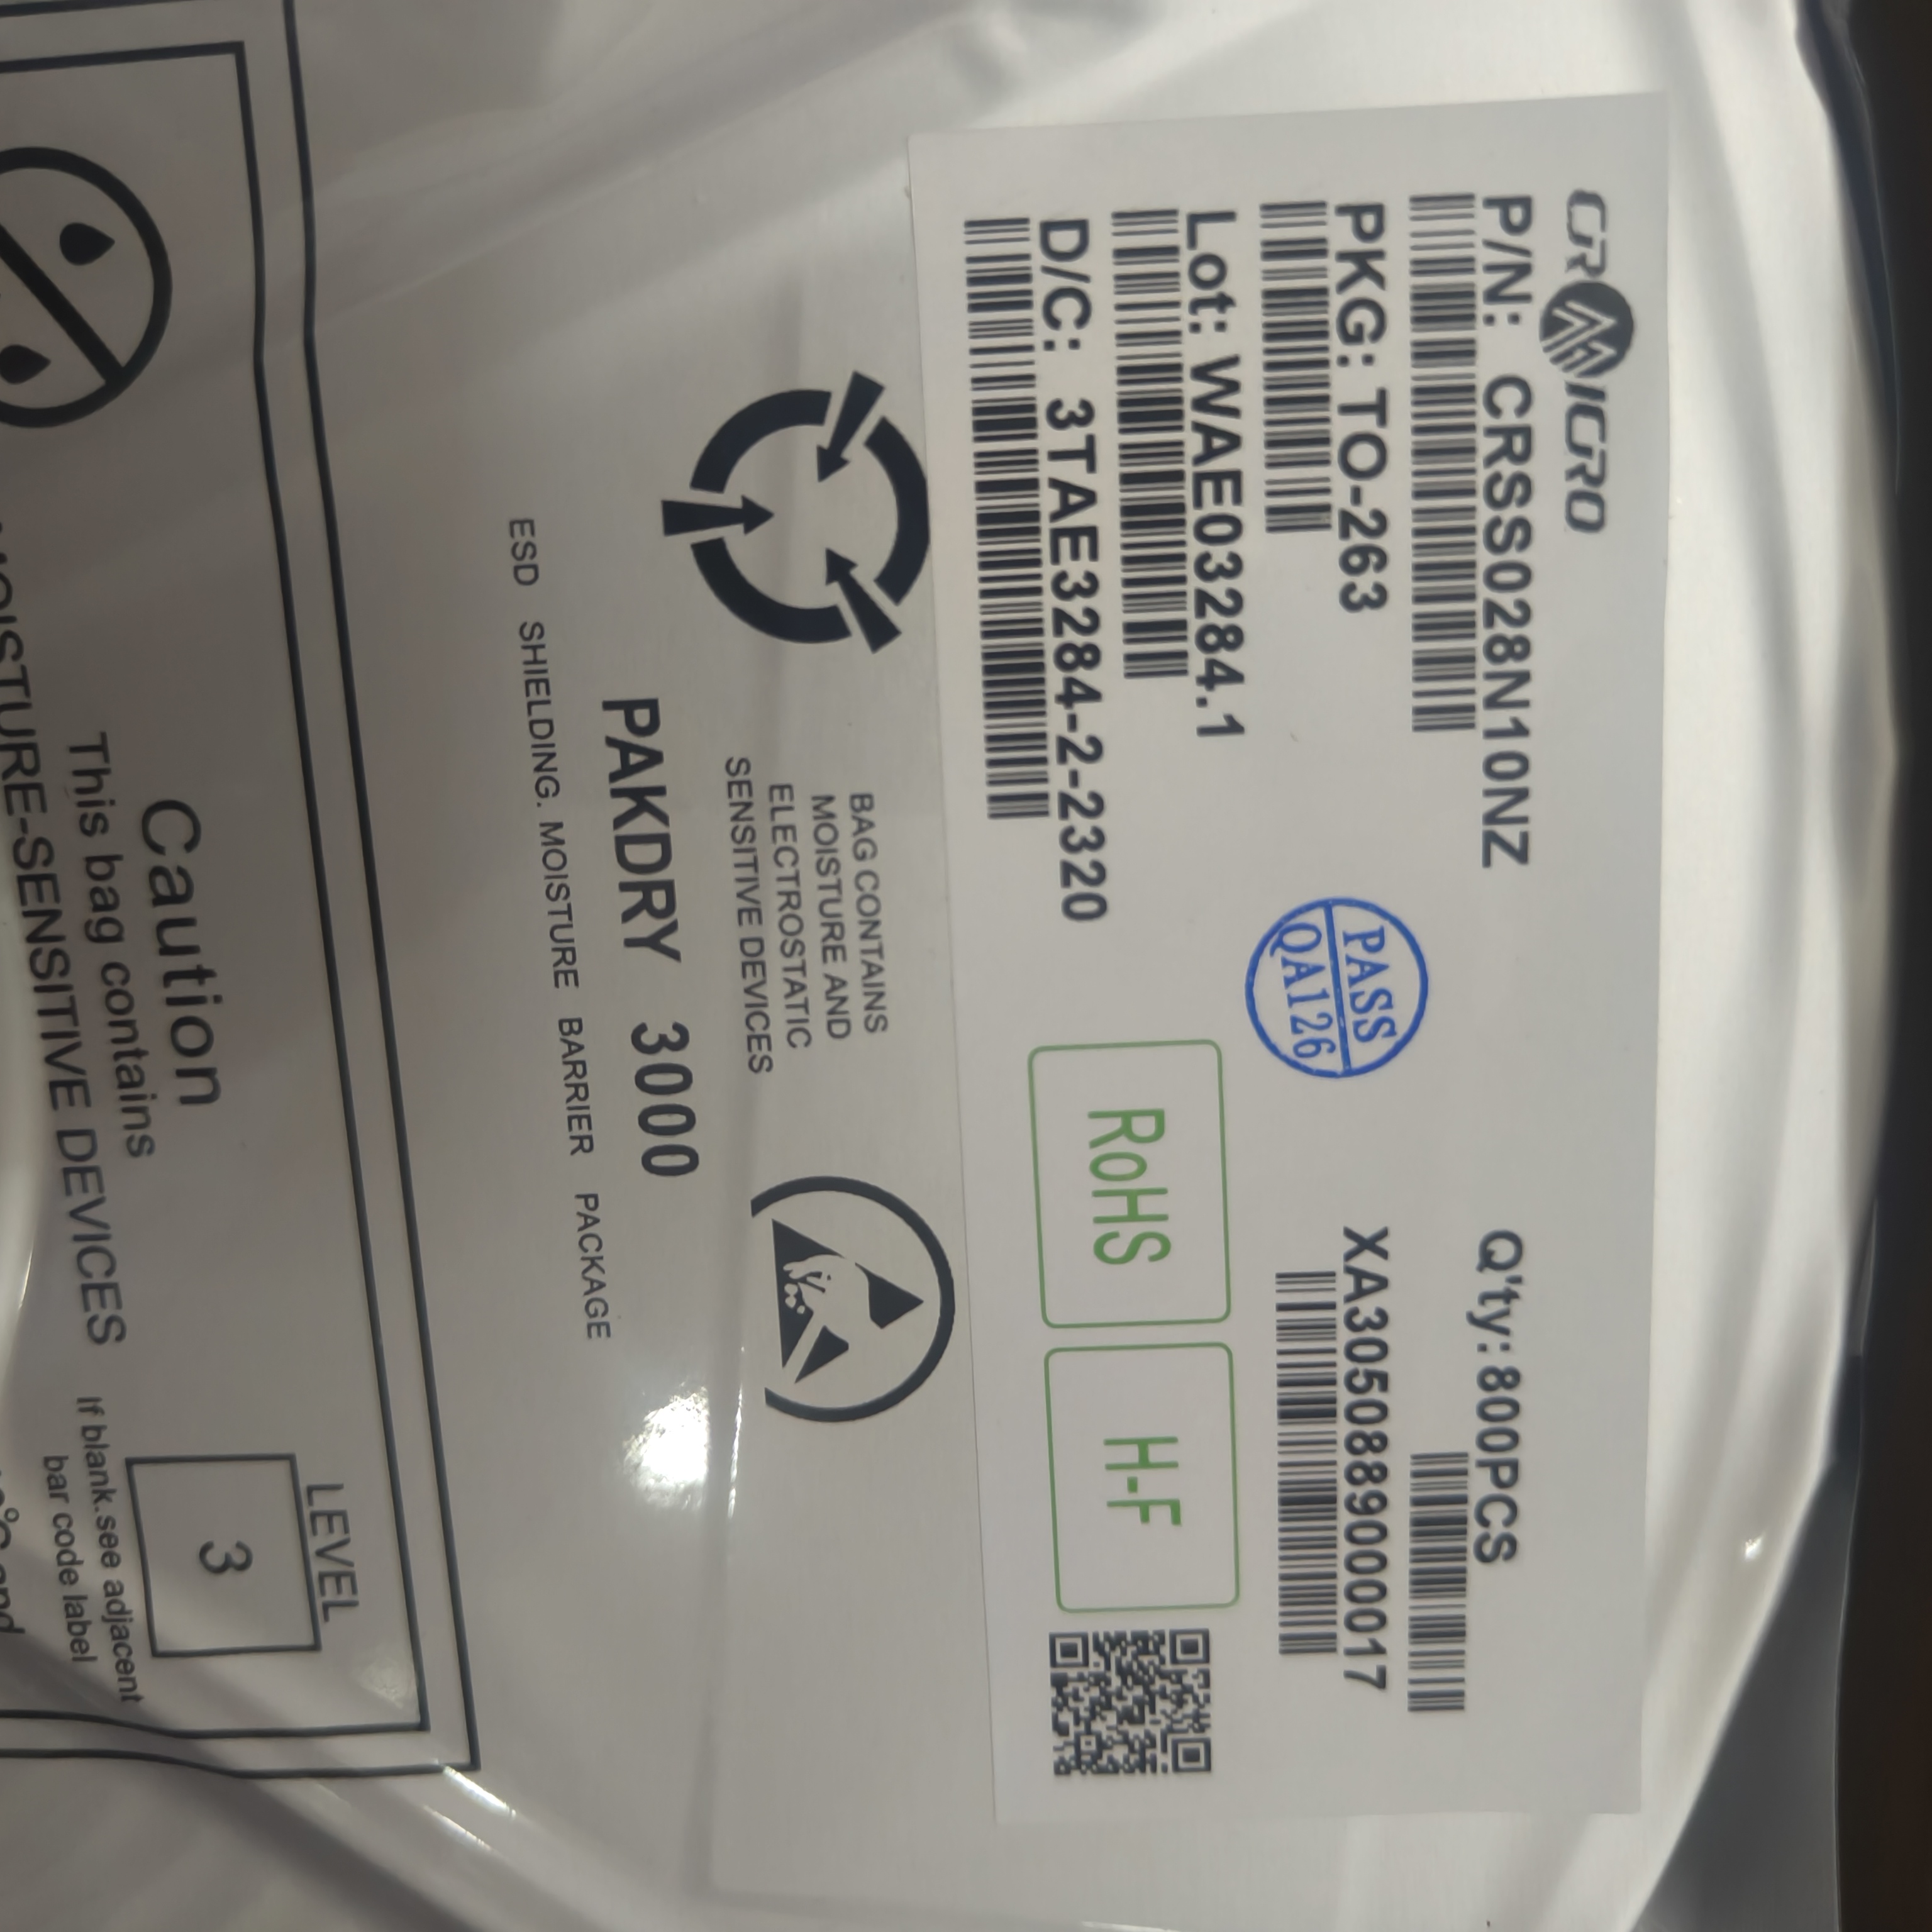 CR MICRO
P/N: CRSS028N10NZ
Q'ty: 800PCS
PKG: TO-263
XA305088900017
Lot: WAE03284.1
PASS
QA126
D/C: 3TAE3284-2-2320
RoHS
H-F
BAG CONTAINS
MOISTURE AND
ELECTROSTATIC
SENSITIVE DEVICES
PAKDRY 3000
ESD SHIELDING. MOISTURE BARRIER PACKAGE
LEVEL
3
Caution
This bag contains
MOISTURE-SENSITIVE DEVICES
If blank.see adjacent
bar code label